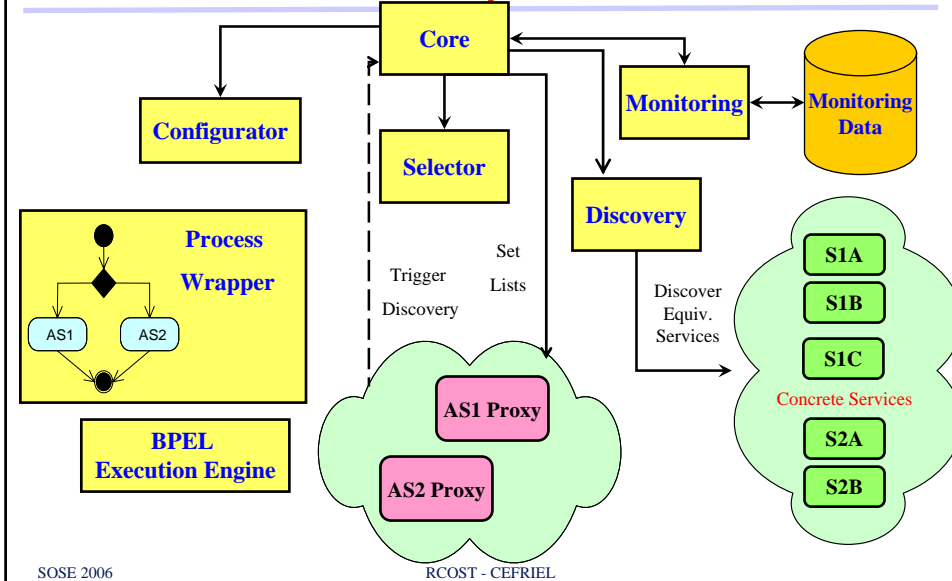 Core
Configurator
Monitoring
Monitoring
Data
Selector
Discovery
Process
Wrapper
AS1
AS2
Trigger
Discovery
Set
Lists
Discover
Equiv.
Services
S1A
S1B
S1C
Concrete Services
S2A
S2B
AS1 Proxy
AS2 Proxy
BPEL
Execution Engine
SOSE 2006
RCOST - CEFRIEL